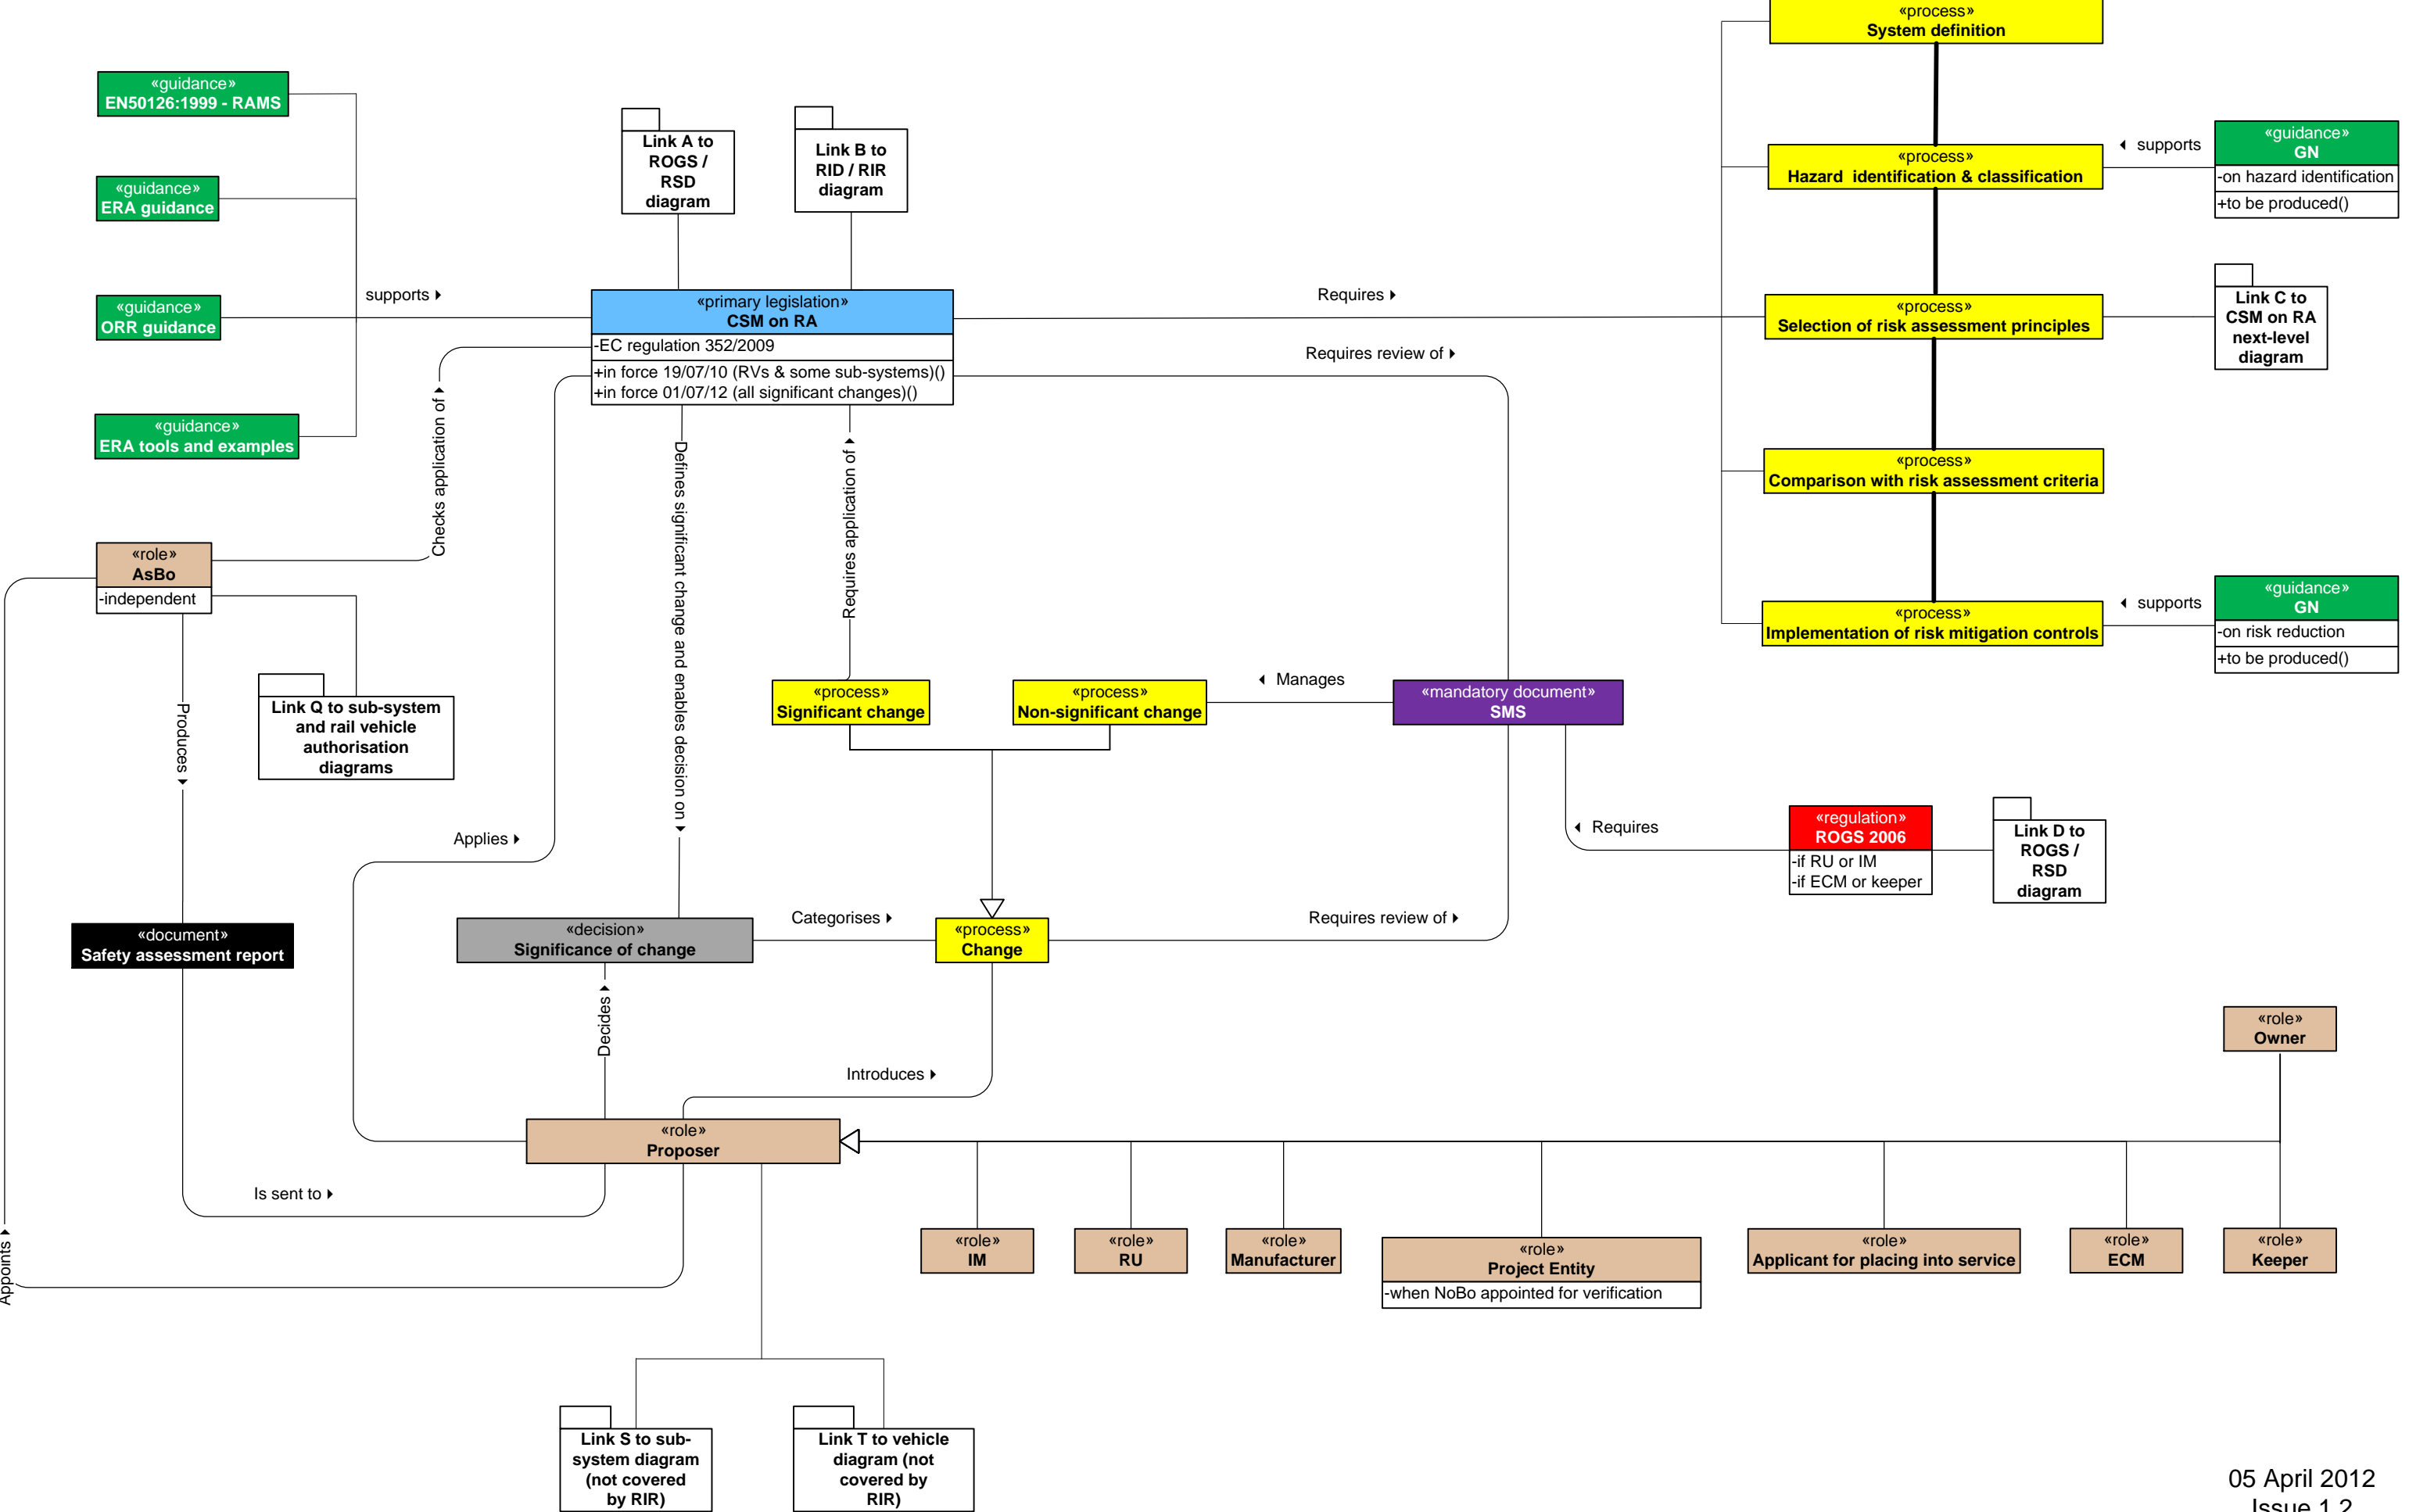 «process»
System definition
«guidance»
EN50126:1999 - RAMS
Link A to
ROGS /
RSD
diagram
Link B to
RID / RIR
diagram
«process»
Hazard  identification & classification
supports
«guidance»
GN
-on hazard identification
+to be produced()
«guidance»
ERA guidance
«guidance»
ORR guidance
supports
«primary legislation»
CSM on RA
-EC regulation 352/2009
+in force 19/07/10 (RVs & some sub-systems)()
+in force 01/07/12 (all significant changes)()
Requires
Requires review of
«process»
Selection of risk assessment principles
Link C to
CSM on RA
next-level
diagram
«guidance»
ERA tools and examples
Checks application of
Defines significant change and enables decision on
Requires application of
«process»
Comparison with risk assessment criteria
«role»
AsBo
-independent
«process»
Implementation of risk mitigation controls
supports
«guidance»
GN
-on risk reduction
+to be produced()
Produces
Link Q to sub-system
and rail vehicle
authorisation
diagrams
«process»
Significant change
«process»
Non-significant change
Manages
«mandatory document»
SMS
Applies
Requires
«regulation»
ROGS 2006
-if RU or IM
-if ECM or keeper
Link D to
ROGS /
RSD
diagram
«document»
Safety assessment report
«decision»
Significance of change
Categorises
«process»
Change
Requires review of
Decides
Introduces
«role»
Owner
«role»
Proposer
Is sent to
Appoints
«role»
IM
«role»
RU
«role»
Manufacturer
«role»
Project Entity
-when NoBo appointed for verification
«role»
Applicant for placing into service
«role»
ECM
«role»
Keeper
Link S to sub-
system diagram
(not covered
by RIR)
Link T to vehicle
diagram (not
covered by
RIR)
05 April 2012
Issue 1.2